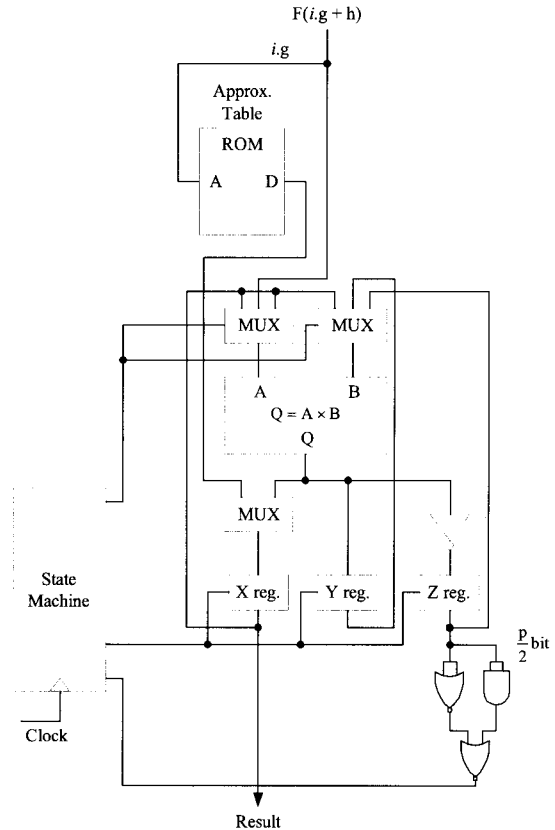 F(i.g + h)
i.g
Approx.
Table
ROM
A D
MUX MUX
A B
Q = A × B
Q
MUX
State
Machine
X reg. Y reg. Z reg.
p/2 bit
Clock
Result